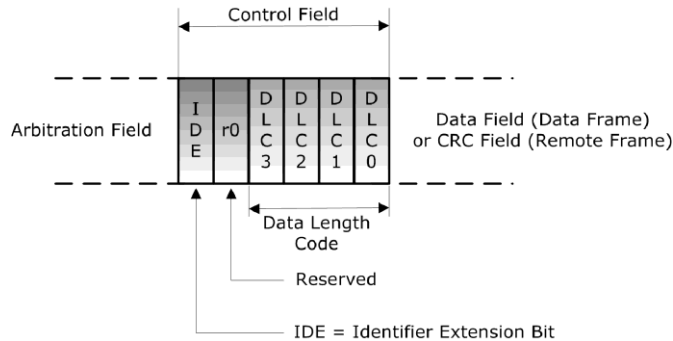 Control Field
Arbitration Field
IDE
r0
DLC3
DLC2
DLC1
DLC0
Data Field (Data Frame)
or CRC Field (Remote Frame)
Data Length
Code
Reserved
IDE = Identifier Extension Bit